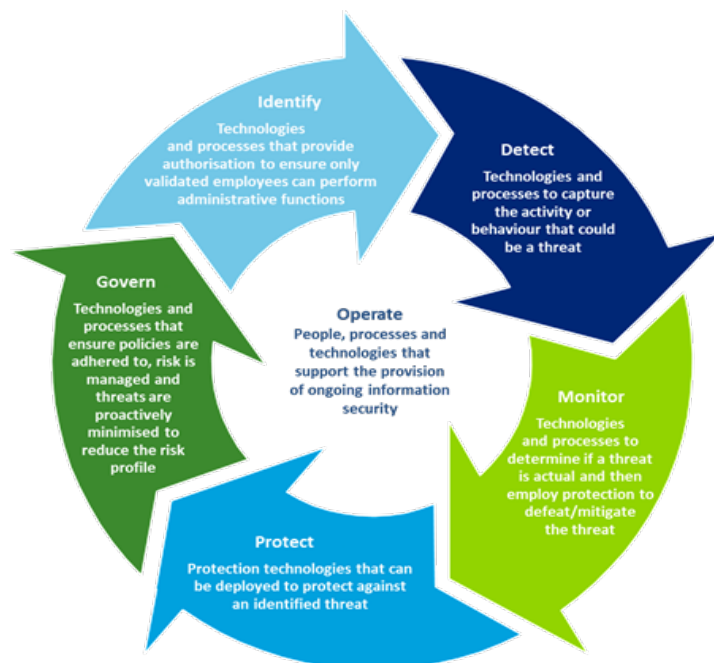 Identify
Technologies
and processes that provide
authorisation to ensure only
validated employees can perform
administrative functions
Detect
Technologies and
processes to capture
the activity or
behaviour that could
be a threat
Monitor
Technologies
and processes to
determine if a threat
is actual and then
employ protection to
defeat/mitigate
the threat
Protect
Protection technologies that can
be deployed to protect against
an identified threat
Govern
Technologies and
processes that
ensure policies are
adhered to, risk is
managed and
threats are
proactively
minimised to
reduce the risk
profile
Operate
People, processes and
technologies that
support the provision
of ongoing information
security